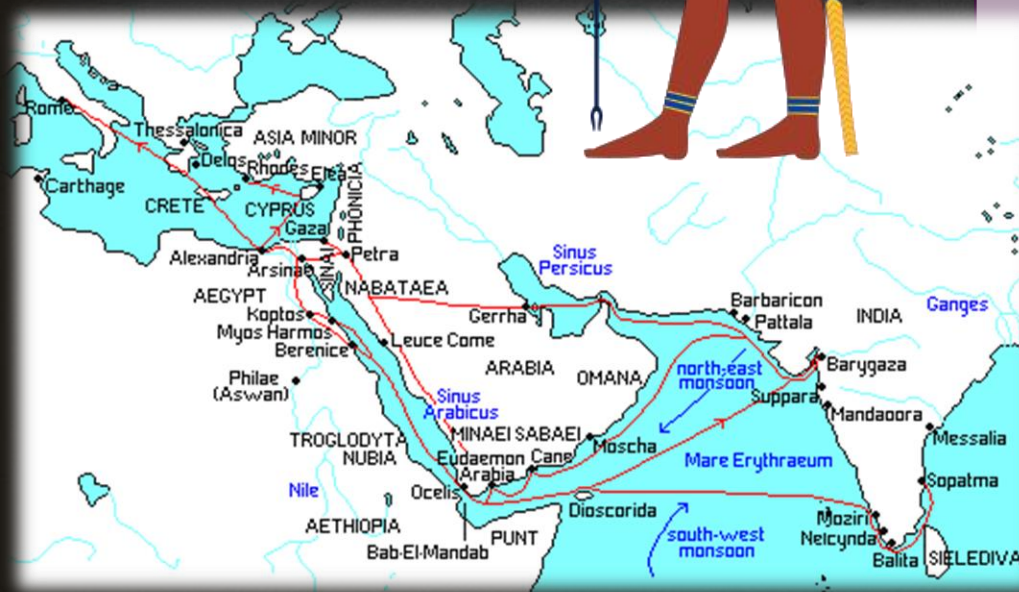 Rome
Thessalonica
ASIA MINOR
Delos
Rhodes
Elea
Carthage
CRETE
CYPRUS
PHONICIA
Gaza
Alexandria
Petra
Arsinae
SINAI
Sinus
Persicus
AEGYPT
NABATAEA
Koptos
Gerrha
Barbaricon
Pattala
INDIA
Ganges
Myos Harmos
Berenice
Leuce Come
ARABIA
OMANA
north-east
monsoon
Barygaza
Philae
(Aswan)
Suppara
Sinus
Arabicus
Mandaoora
TROGLODYTA
NUBIA
MINAEI SABAEI
Moscha
Messalia
Eudaemon
Arabia
Cane
Mare Erythraeum
Nile
Ocelis
Sopatma
Dioscorida
AETHIOPIA
PUNT
Bab-El-Mandab
south-west
monsoon
Moziri
Nelcynda
Balita
SIELEDIVA